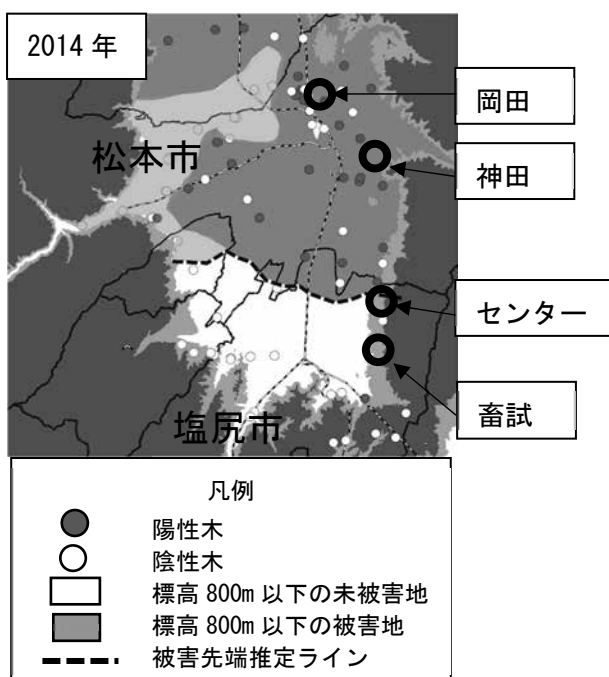 2014 年
岡田
松本市
神田
センター
畜試
塩尻市
凡例
陽性木
陰性木
標高 800m 以下の未被害地
標高 800m 以下の被害地
被害先端推定ライン